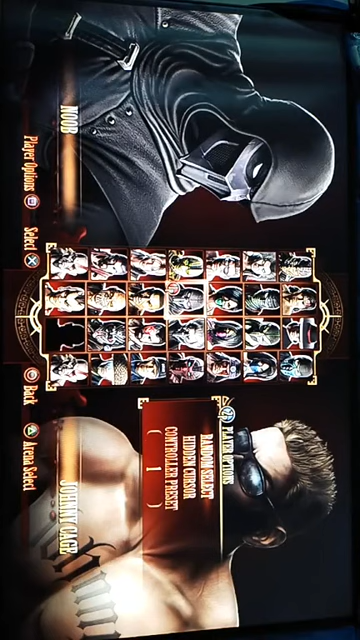 NOOB
JOHNNY CAGE
PLAYER OPTIONS
RANDOM SELECT
HIDDEN CURSOR
CONTROLLER PRESET
( 1 )
Player Options
Select
Back
Arena Select